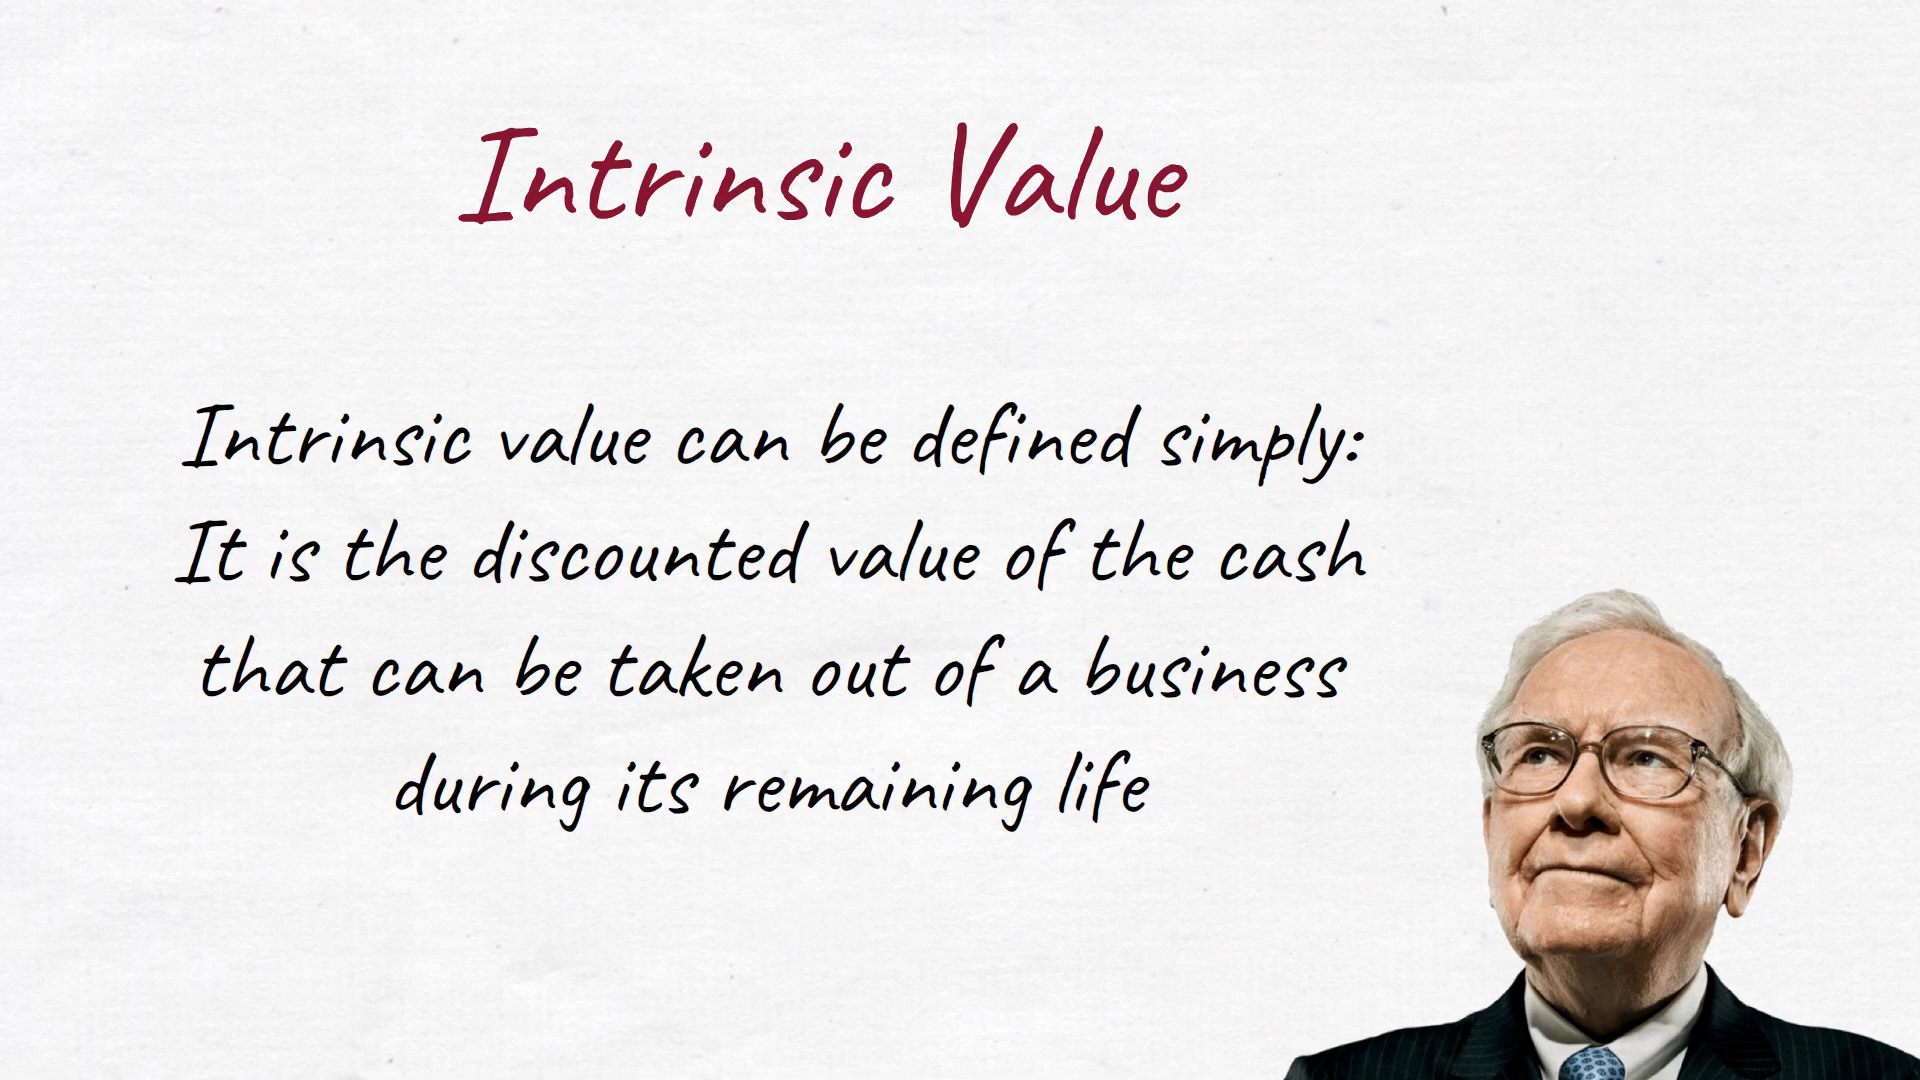 Intrinsic Value
Intrinsic value can be defined simply:
It is the discounted value of the cash
that can be taken out of a business
during its remaining life